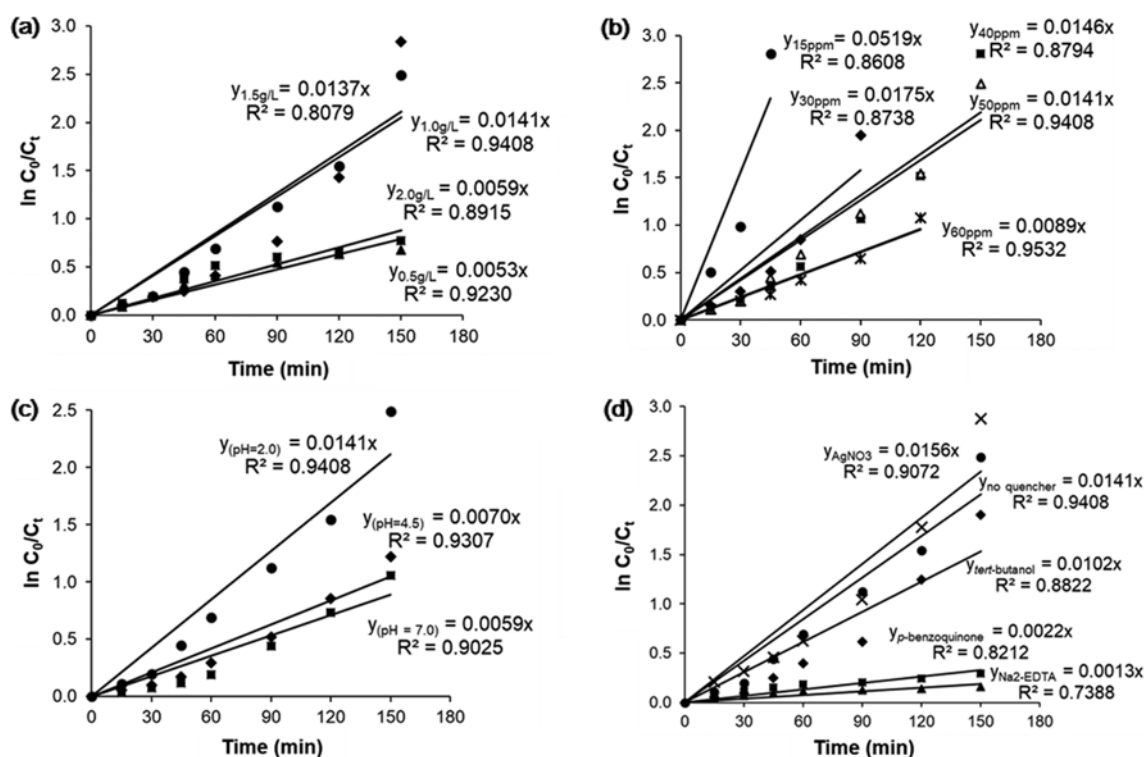 (a)
3.0
2.5
2.0
1.5
1.0
0.5
0.0
ln C0/Ct
y1.5g/L= 0.0137x
R² = 0.8079
y1.0g/L = 0.0141x
R² = 0.9408
y2.0g/L = 0.0059x
R² = 0.8915
y0.5g/L = 0.0053x
R² = 0.9230
0 30 60 90 120 150 180
Time (min)
(b)
3.0
2.5
2.0
1.5
1.0
0.5
0.0
ln C0/Ct
y15ppm= 0.0519x
R² = 0.8608
y30ppm = 0.0175x
R² = 0.8738
y40ppm = 0.0146x
R² = 0.8794
y50ppm = 0.0141x
R² = 0.9408
y60ppm = 0.0089x
R² = 0.9532
0 30 60 90 120 150 180
Time (min)
(c)
2.5
2.0
1.5
1.0
0.5
0.0
ln C0/Ct
y(pH=2.0) = 0.0141x
R² = 0.9408
y(pH=4.5) = 0.0070x
R² = 0.9307
y(pH = 7.0) = 0.0059x
R² = 0.9025
0 30 60 90 120 150 180
Time (min)
(d)
3.0
2.5
2.0
1.5
1.0
0.5
0.0
ln C0/Ct
yAgNO3 = 0.0156x
R² = 0.9072
yno quencher = 0.0141x
R² = 0.9408
ytert-butanol = 0.0102x
R² = 0.8822
yp-benzoquinone = 0.0022x
R² = 0.8212
yNa2-EDTA = 0.0013x
R² = 0.7388
0 30 60 90 120 150 180
Time (min)